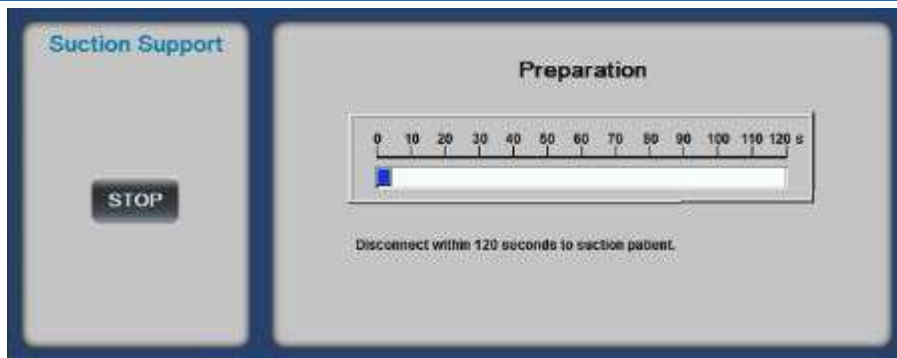 Suction Support
Preparation
0 10 20 30 40 50 60 70 80 90 100 110 120 s
STOP
Disconnect within 120 seconds to suction patient.